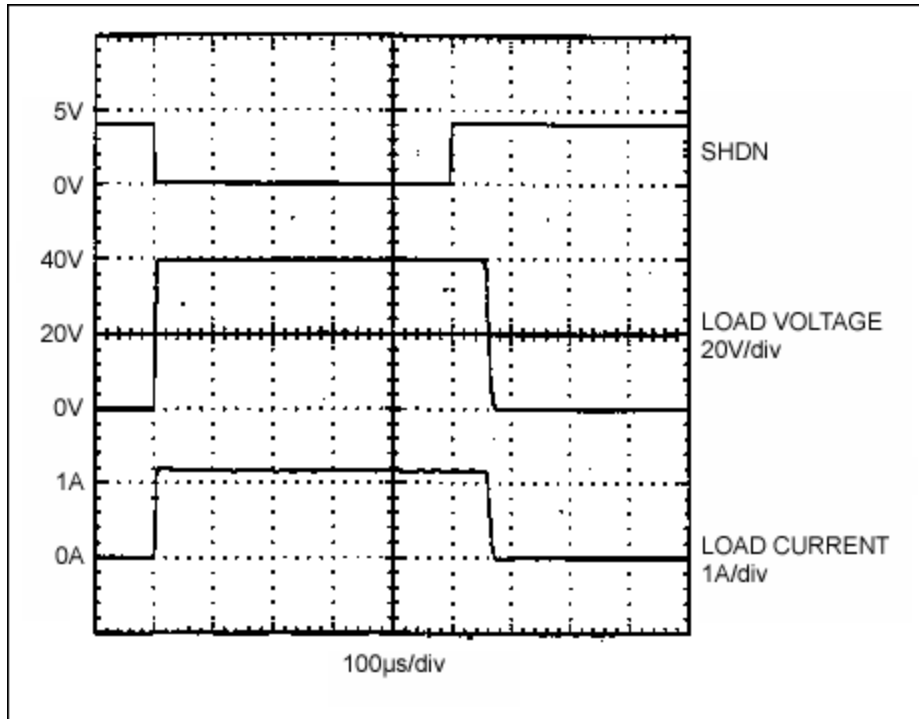 5V
SHDN
0V
40V
LOAD VOLTAGE
20V/div
20V
0V
1A
LOAD CURRENT
1A/div
0A
100µs/div